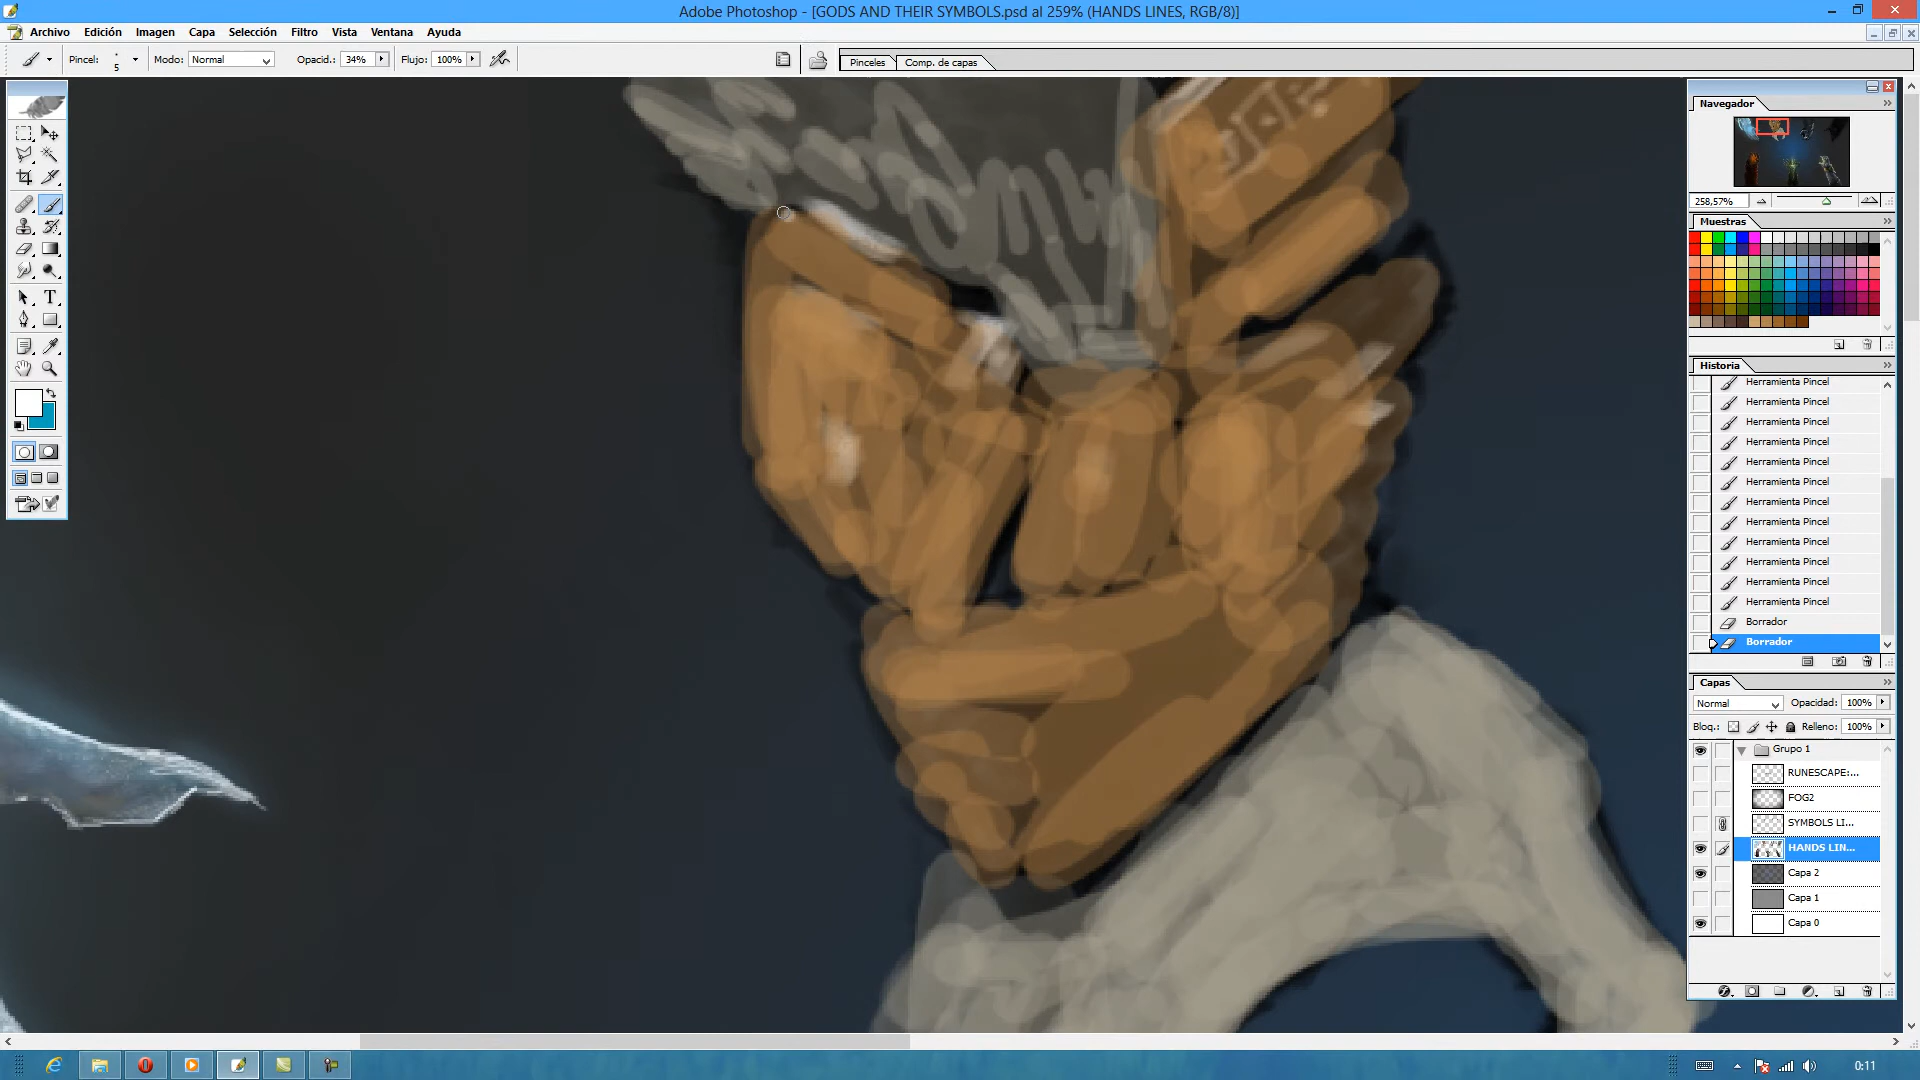 Adobe Photoshop - [GODS AND THEIR SYMBOLS.psd al 259% (HANDS LINES, RGB/8)]
Archivo Edición Imagen Capa Selección Filtro Vista Ventana Ayuda
Pincel: 5 Modo: Normal Opacid.: 34% Flujo: 100% Pinceles Comp. de capas
Navegador
258,57%
Muestras
Historia
Herramienta Pincel
Herramienta Pincel
Herramienta Pincel
Herramienta Pincel
Herramienta Pincel
Herramienta Pincel
Herramienta Pincel
Herramienta Pincel
Herramienta Pincel
Herramienta Pincel
Herramienta Pincel
Herramienta Pincel
Borrador
Borrador
Capas
Normal Opacidad: 100%
Bloq.: Relleno: 100%
Grupo 1
RUNESCAPE:...
FOG2
SYMBOLS LI...
HANDS LIN...
Capa 2
Capa 1
Capa 0
0:11